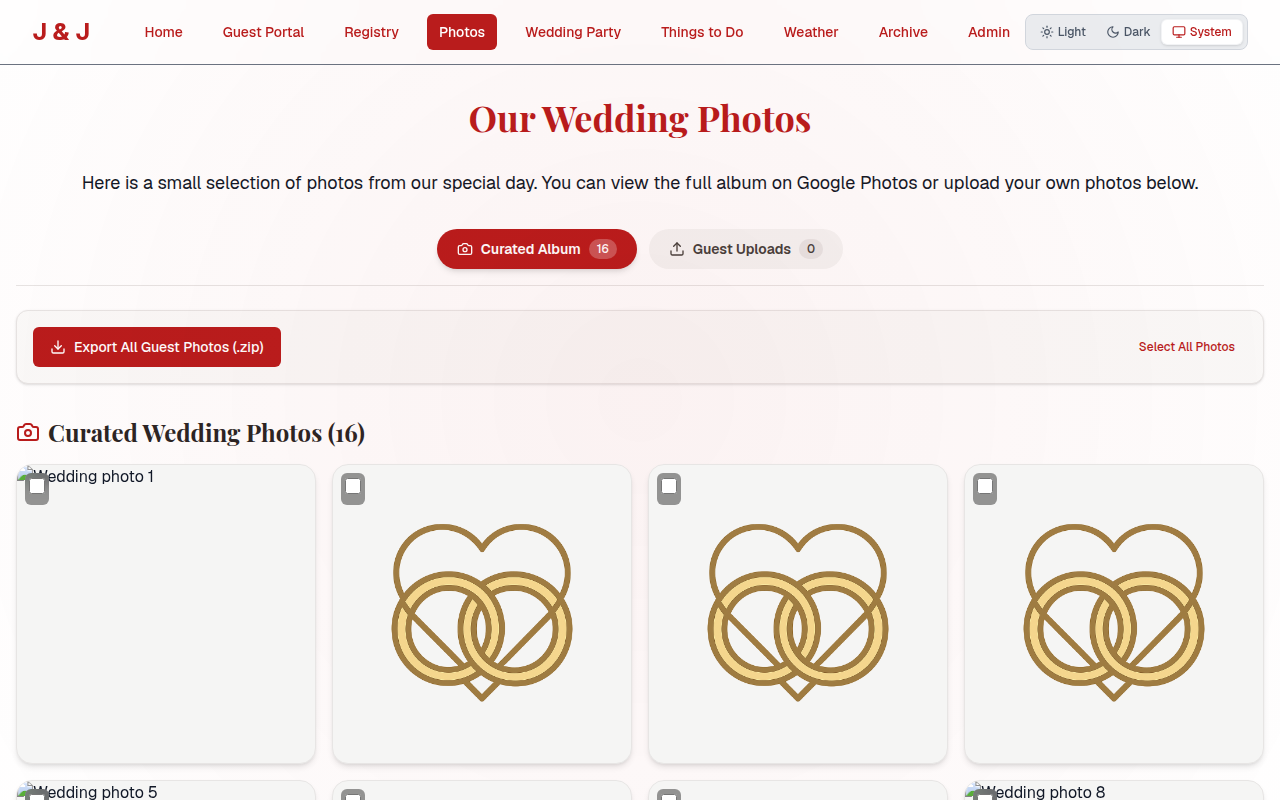 J & J
Home
Guest Portal
Registry
Photos
Wedding Party
Things to Do
Weather
Archive
Admin
Light
Dark
System
Our Wedding Photos
Here is a small selection of photos from our special day. You can view the full album on Google Photos or upload your own photos below.
Curated Album 16
Guest Uploads 0
Export All Guest Photos (.zip)
Select All Photos
Curated Wedding Photos (16)
Wedding photo 1
Wedding photo 5
Wedding photo 8